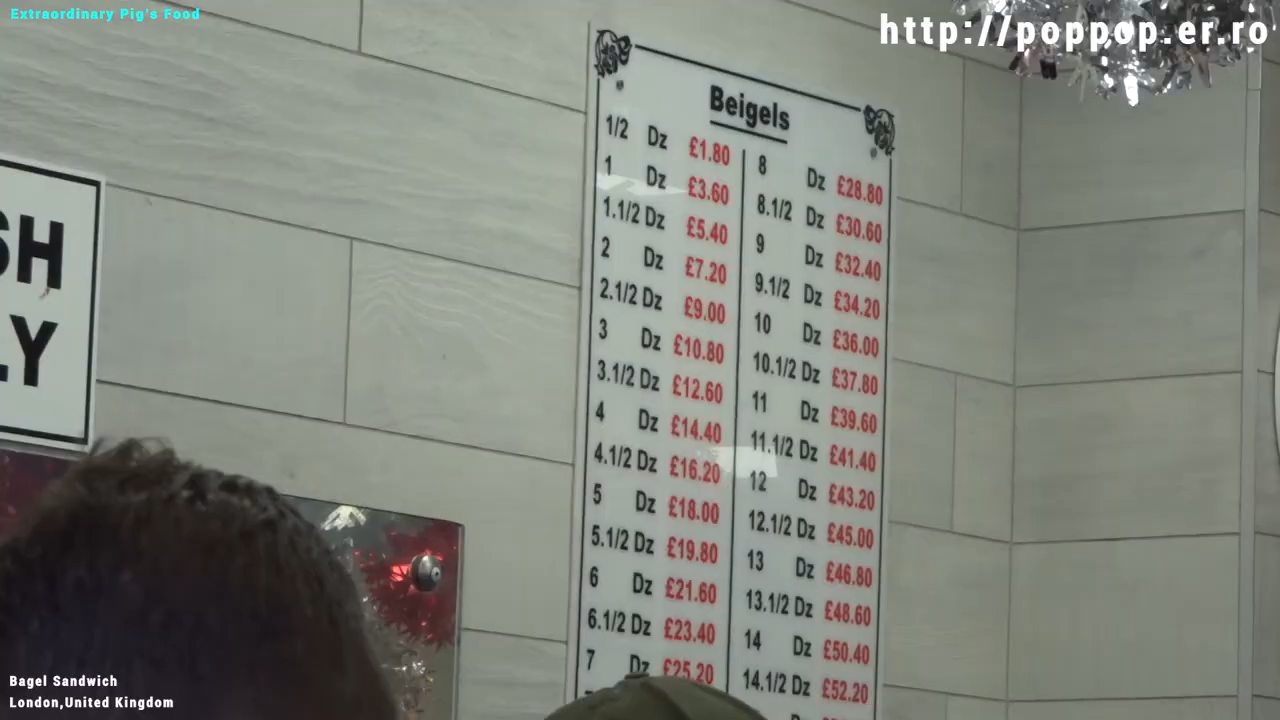 Extraordinary Pig's Food
http://poppop.er.ro
SH
LY
Beigels
1/2 Dz £1.80
1 Dz £3.60
1.1/2 Dz £5.40
2 Dz £7.20
2.1/2 Dz £9.00
3 Dz £10.80
3.1/2 Dz £12.60
4 Dz £14.40
4.1/2 Dz £16.20
5 Dz £18.00
5.1/2 Dz £19.80
6 Dz £21.60
6.1/2 Dz £23.40
7 Dz £25.20
8 Dz £28.80
8.1/2 Dz £30.60
9 Dz £32.40
9.1/2 Dz £34.20
10 Dz £36.00
10.1/2 Dz £37.80
11 Dz £39.60
11.1/2 Dz £41.40
12 Dz £43.20
12.1/2 Dz £45.00
13 Dz £46.80
13.1/2 Dz £48.60
14 Dz £50.40
14.1/2 Dz £52.20
Bagel Sandwich
London,United Kingdom